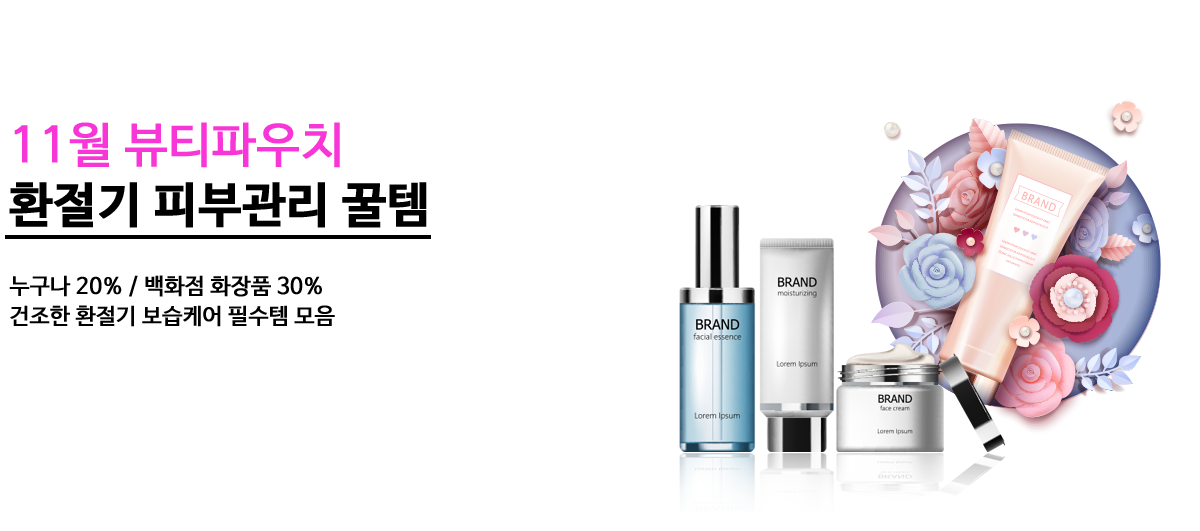 11월 뷰티파우치
환절기 피부관리 꿀템
누구나 20% / 백화점 화장품 30%
건조한 환절기 보습케어 필수템 모음
BRAND
facial essence
Lorem Ipsum
BRAND
moisturizing
Lorem Ipsum
BRAND
face cream
Lorem Ipsum
BRAND